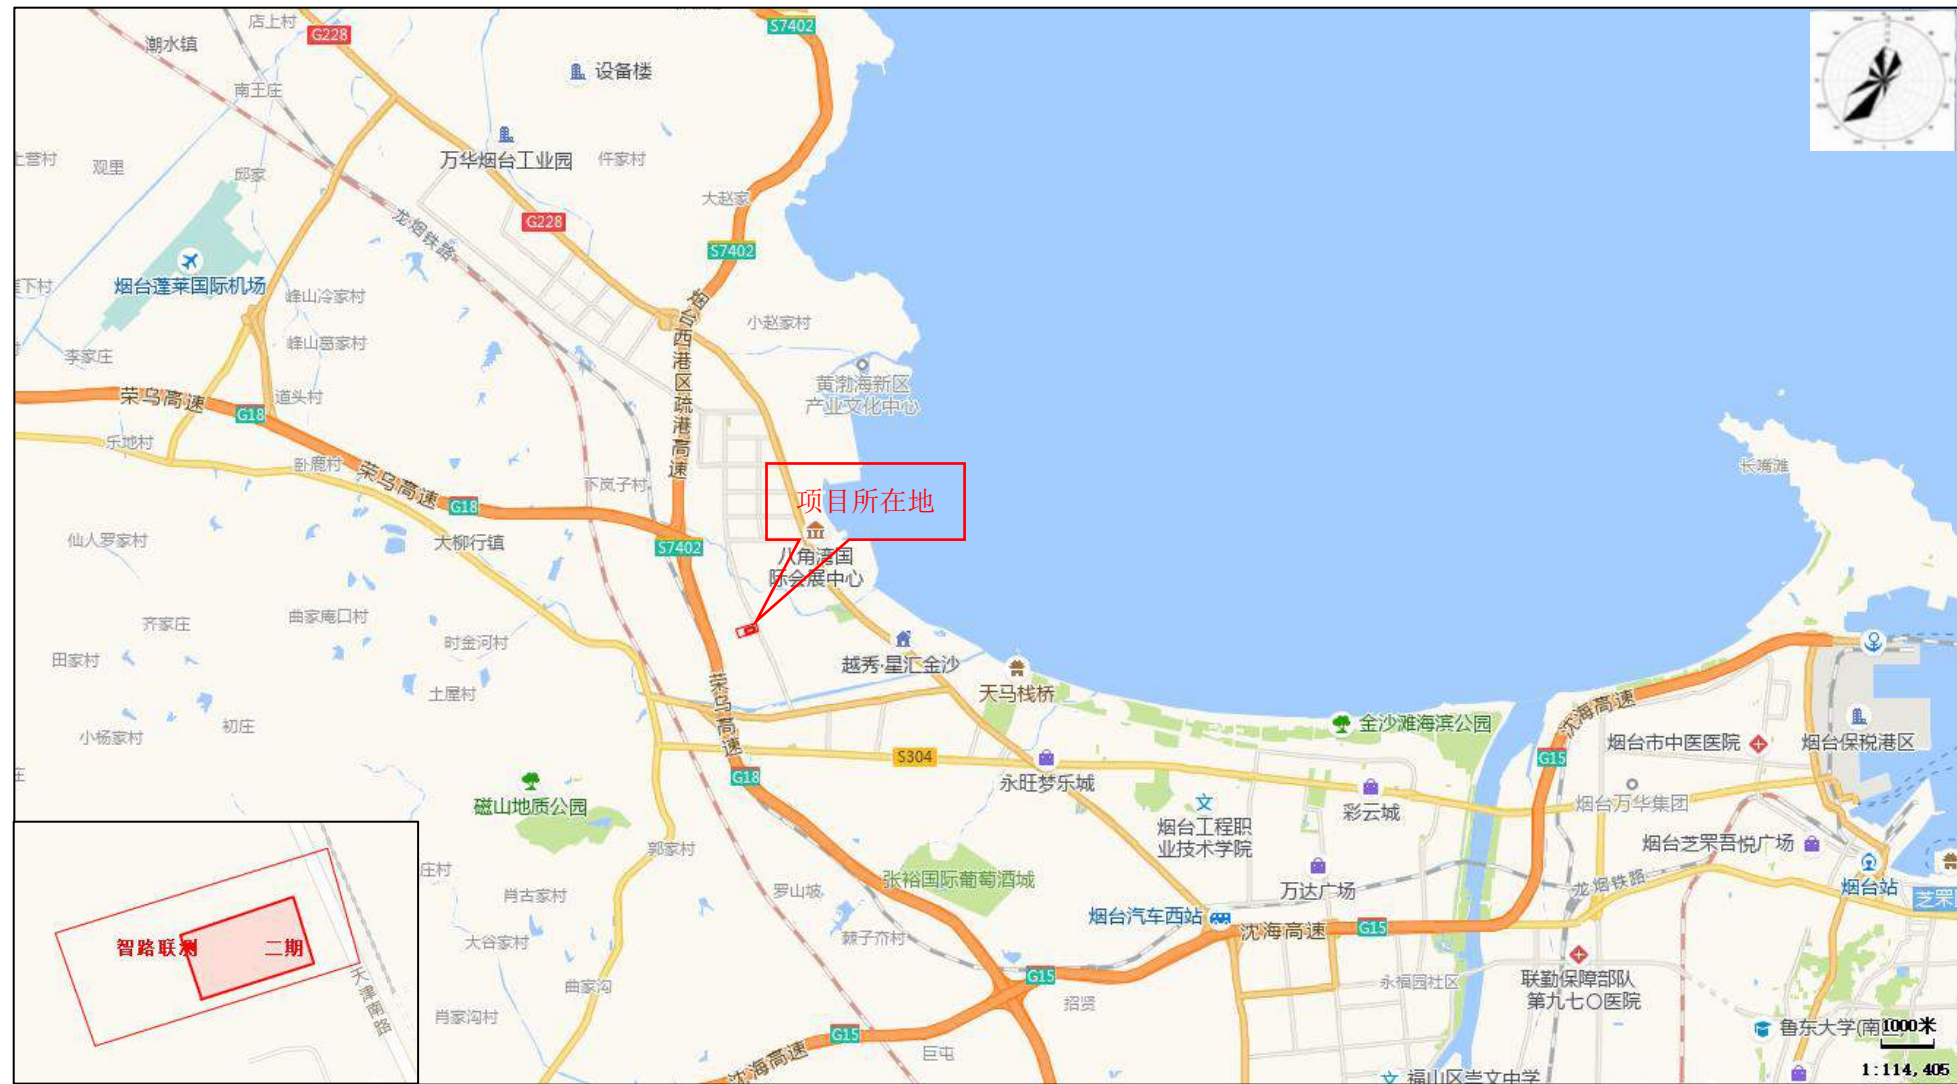 店上村
G228
S7402
潮水镇
设备楼
南王庄
万华烟台工业园
仟家村
观里
邱家
大赵家
G228
龙烟铁路
S7402
烟台蓬莱国际机场
峰山泠家村
烟台西港区疏港高速
小赵家村
峰山葛家村
李家庄
黄渤海新区
产业文化中心
荣乌高速
G18
道头村
乐地村
卧鹿村
荣乌高速
G18
下岚子村
长嘴滩
项目所在地
仙人罗家村
大柳行镇
S7402
八角湾国
际会展中心
齐家庄
曲家庵口村
时金河村
田家村
越秀·星汇金沙
土屋村
天马栈桥
荣乌高速
初庄
小杨家村
金沙滩海滨公园
沈海高速
烟台市中医医院
烟台保税港区
S304
G15
G18
永旺梦乐城
磁山地质公园
彩云城
烟台万华集团
烟台工程职
业技术学院
郭家村
烟台芝罘吾悦广场
庄村
张裕国际葡萄酒城
罗山坡
万达广场
龙烟铁路
烟台站
肖古家村
烟台汽车西站
沈海高速
G15
智路联测
二期
大谷家村
蔴子夼村
天津南路
曲家沟
G15
招贤
永福园社区
联勤保障部队
第九七〇医院
肖家沟村
G15
巨屯
沈海高速
鲁东大学(南区)
1000米
福山区崇文中学
1:114,405